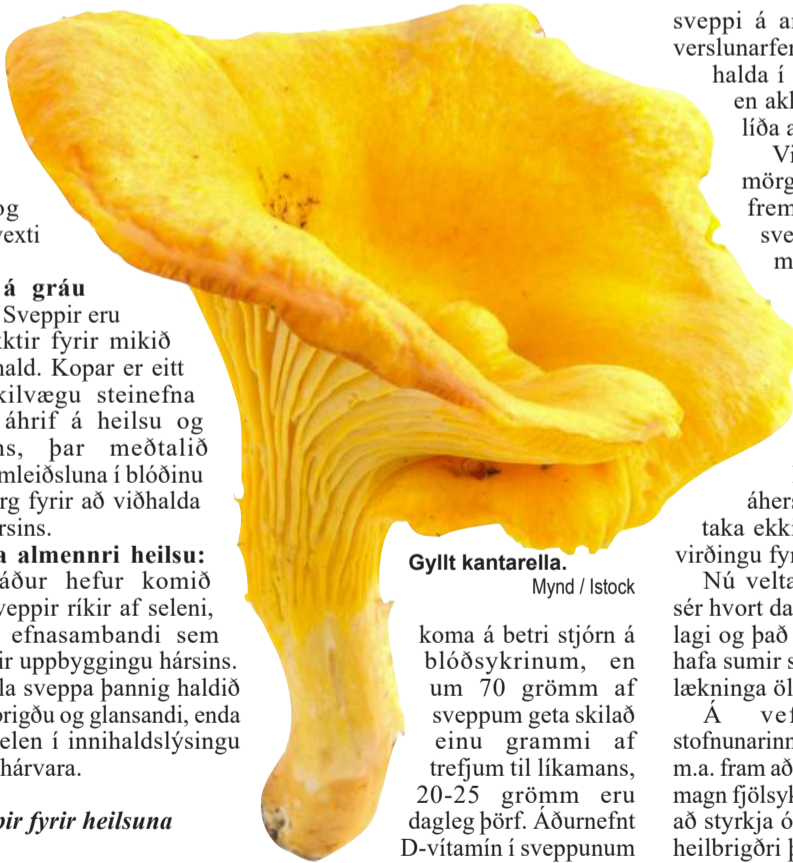 og
vexti
á gráu
Sveppir eru
ktir fyrir mikið
nald. Kopar er eitt
kilvægu steinefna
áhrif á heilsu og
ns, þar meðtalið
mleiðsluna í blóðinu
rg fyrir að viðhalda
rsins.
a almennri heilsu:
áður hefur komið
veppir ríkir af seleni,
efnasambandi sem
ir uppbyggingu hársins.
la sveppa þannig haldið
brigðu og glansandi, enda
elen í innihaldslýsingu
hárvara.
pir fyrir heilsuna
Gyllt kantarella.
Mynd / Istock
koma á betri stjórn á
blóðsykrinum, en
um 70 grömm af
sveppum geta skilað
einu grammi af
trefjum til líkamans,
20-25 grömm eru
dagleg þörf. Áðurnefnt
D-vítamín í sveppunum
sveppi á a
verslunarfer
halda í
en akl
líða a
Vi
mörg
frem
sve
m
áhers
taka ekki
virðingu fyr
Nú velta
sér hvort da
lagi og það
hafa sumir s
lækninga öl
Á vef
stofnunarinn
m.a. fram að
magn fjölsyk
að styrkja ó
heilbrigðri þ